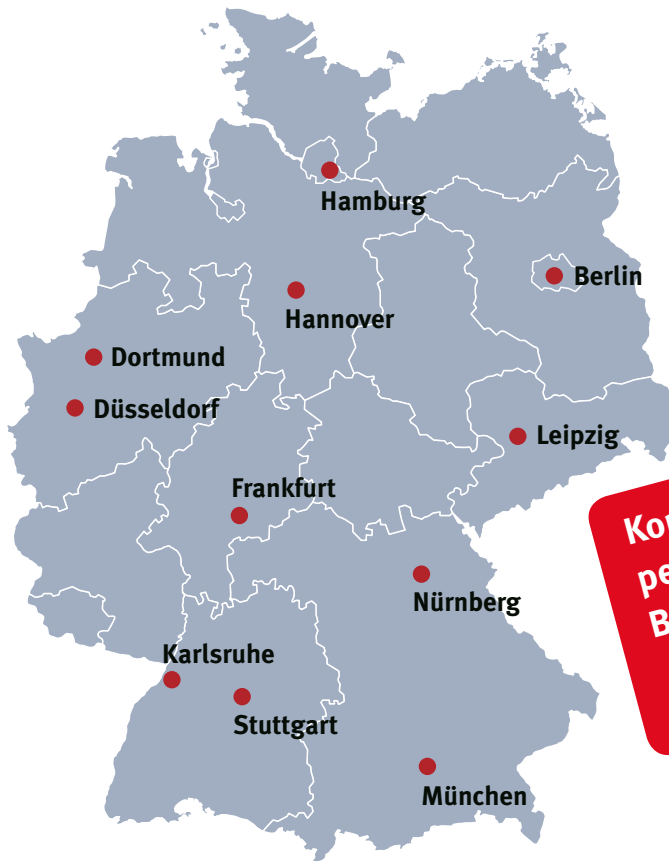 Hamburg
Berlin
Hannover
Dortmund
Düsseldorf
Leipzig
Frankfurt
Nürnberg
Karlsruhe
Stuttgart
München